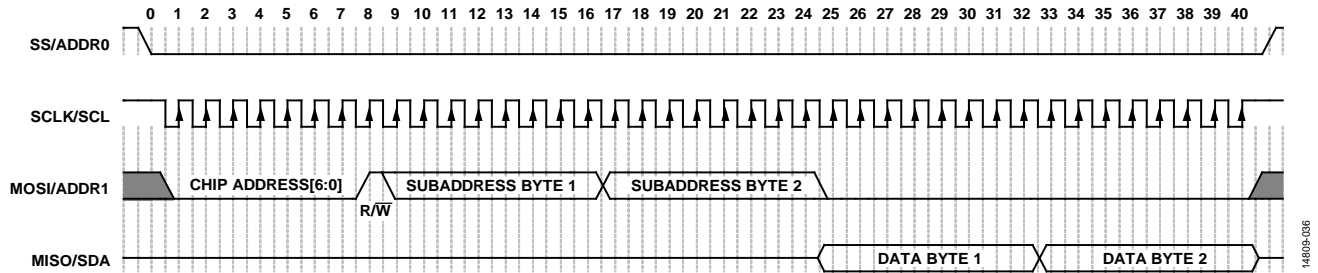 0 1 2 3 4 5 6 7 8 9 10 11 12 13 14 15 16 17 18 19 20 21 22 23 24 25 26 27 28 29 30 31 32 33 34 35 36 37 38 39 40
SS/ADDR0
SCLK/SCL
MOSI/ADDR1 CHIP ADDRESS[6:0] SUBADDRESS BYTE 1 SUBADDRESS BYTE 2
R/W̅
MISO/SDA DATA BYTE 1 DATA BYTE 2
14809-036